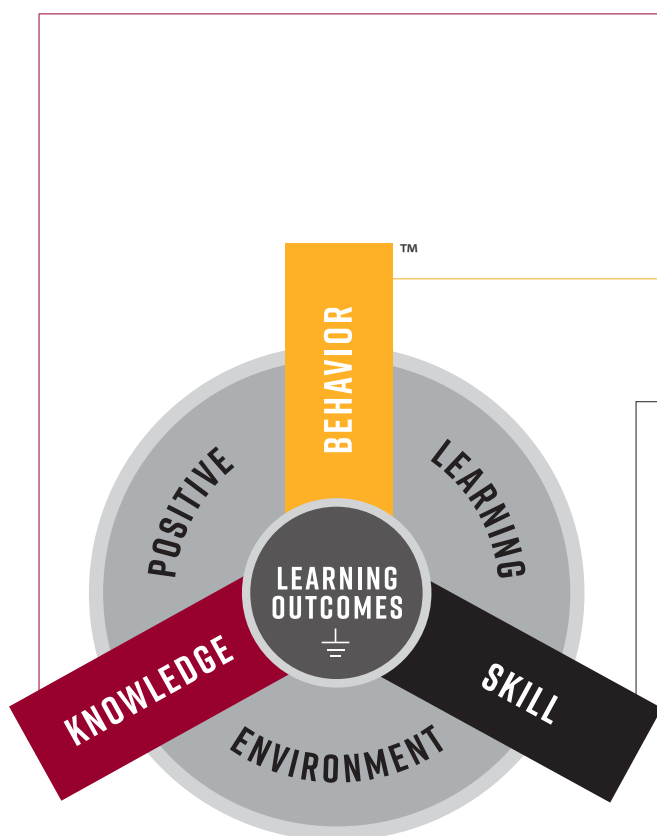 ™
BEHAVIOR
POSITIVE
LEARNING
LEARNING
OUTCOMES
KNOWLEDGE
SKILL
ENVIRONMENT